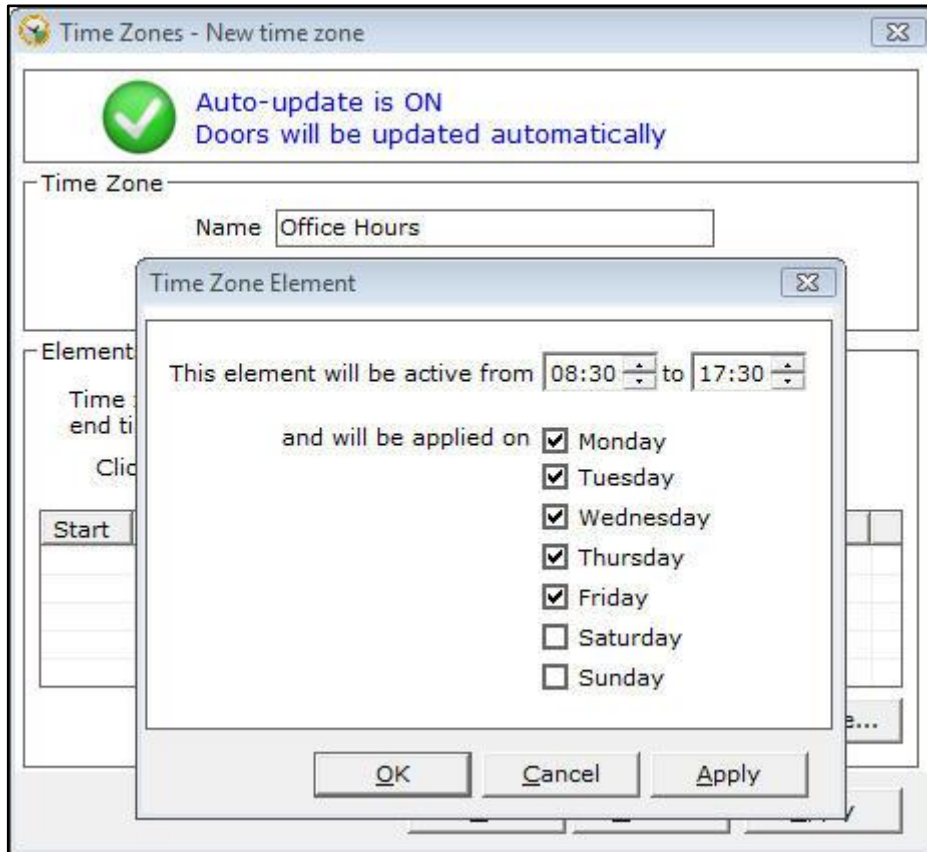 Time Zones - New time zone
Auto-update is ON
Doors will be updated automatically
Time Zone
Name Office Hours
Time Zone Element
Element
This element will be active from 08:30 to 17:30
Time
end ti
and will be applied on Monday
Tuesday
Clic
Wednesday
Start
Thursday
Friday
Saturday
Sunday
e...
OK Cancel Apply